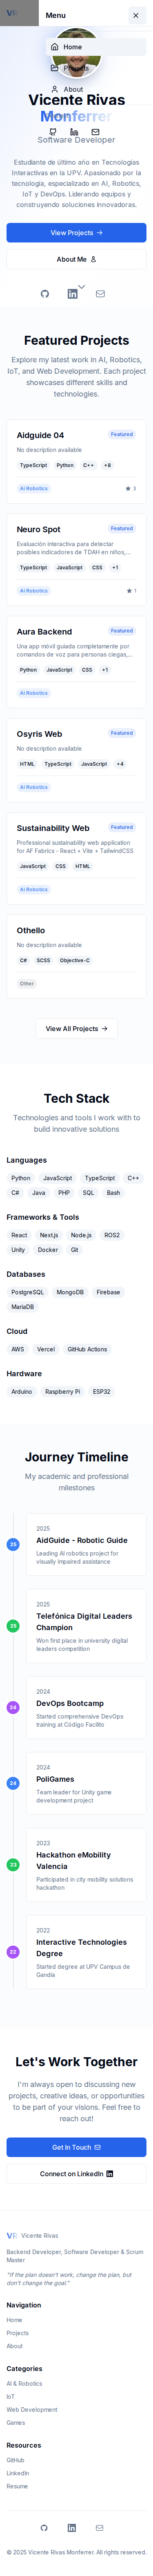 VR
Menu
Home
Projects
About
Vicente Rivas
Monferrer
Software Developer
Estudiante de último año en Tecnologías
Interactivas en la UPV. Apasionado por la
tecnología, especializado en AI, Robotics,
IoT y Desarrollo Web. Liderando equipos y
construyendo soluciones innovadoras.
View Projects
About Me
Featured Projects
Explore my latest work in AI, Robotics,
IoT, and Web Development. Each project
showcases different skills and
technologies.
Aidguide 04
Featured
No description available
TypeScript Python C++ +8
AI Robotics
3
Neuro Spot
Featured
Evaluación interactiva para detectar
posibles indicadores de TDAH en niños,...
TypeScript JavaScript CSS +1
AI Robotics
1
Aura Backend
Featured
Una app móvil guiada completamente por
comandos de voz para personas ciegas,...
Python JavaScript CSS +1
AI Robotics
Osyris Web
Featured
No description available
HTML TypeScript JavaScript +4
AI Robotics
Sustainability Web
Featured
Professional sustainability web application
for AF Fabrics - React + Vite + TailwindCSS
JavaScript CSS HTML
AI Robotics
Othello
No description available
C# SCSS Objective-C
Other
View All Projects
Tech Stack
Technologies and tools I work with to
build innovative solutions
Languages
Python JavaScript TypeScript C++
C# Java PHP SQL Bash
Frameworks & Tools
React Next.js Node.js ROS2
Unity Docker Git
Databases
PostgreSQL MongoDB Firebase
MariaDB
Cloud
AWS Vercel GitHub Actions
Hardware
Arduino Raspberry Pi ESP32
Journey Timeline
My academic and professional
milestones
25
2025
AidGuide - Robotic Guide
Leading AI robotics project for
visually impaired assistance
25
2025
Telefónica Digital Leaders
Champion
Won first place in university digital
leaders competition
24
2024
DevOps Bootcamp
Started comprehensive DevOps
training at Código Facilito
24
2024
PoliGames
Team leader for Unity game
development project
23
2023
Hackathon eMobility
Valencia
Participated in city mobility solutions
hackathon
22
2022
Interactive Technologies
Degree
Started degree at UPV Campus de
Gandia
Let's Work Together
I'm always open to discussing new
projects, creative ideas, or opportunities
to be part of your visions. Feel free to
reach out!
Get In Touch
Connect on LinkedIn
VR Vicente Rivas
Backend Developer, Software Developer & Scrum
Master
"If the plan doesn't work, change the plan, but
don't change the goal."
Navigation
Home
Projects
About
Categories
AI & Robotics
IoT
Web Development
Games
Resources
GitHub
LinkedIn
Resume
© 2025 Vicente Rivas Monferrer. All rights reserved.